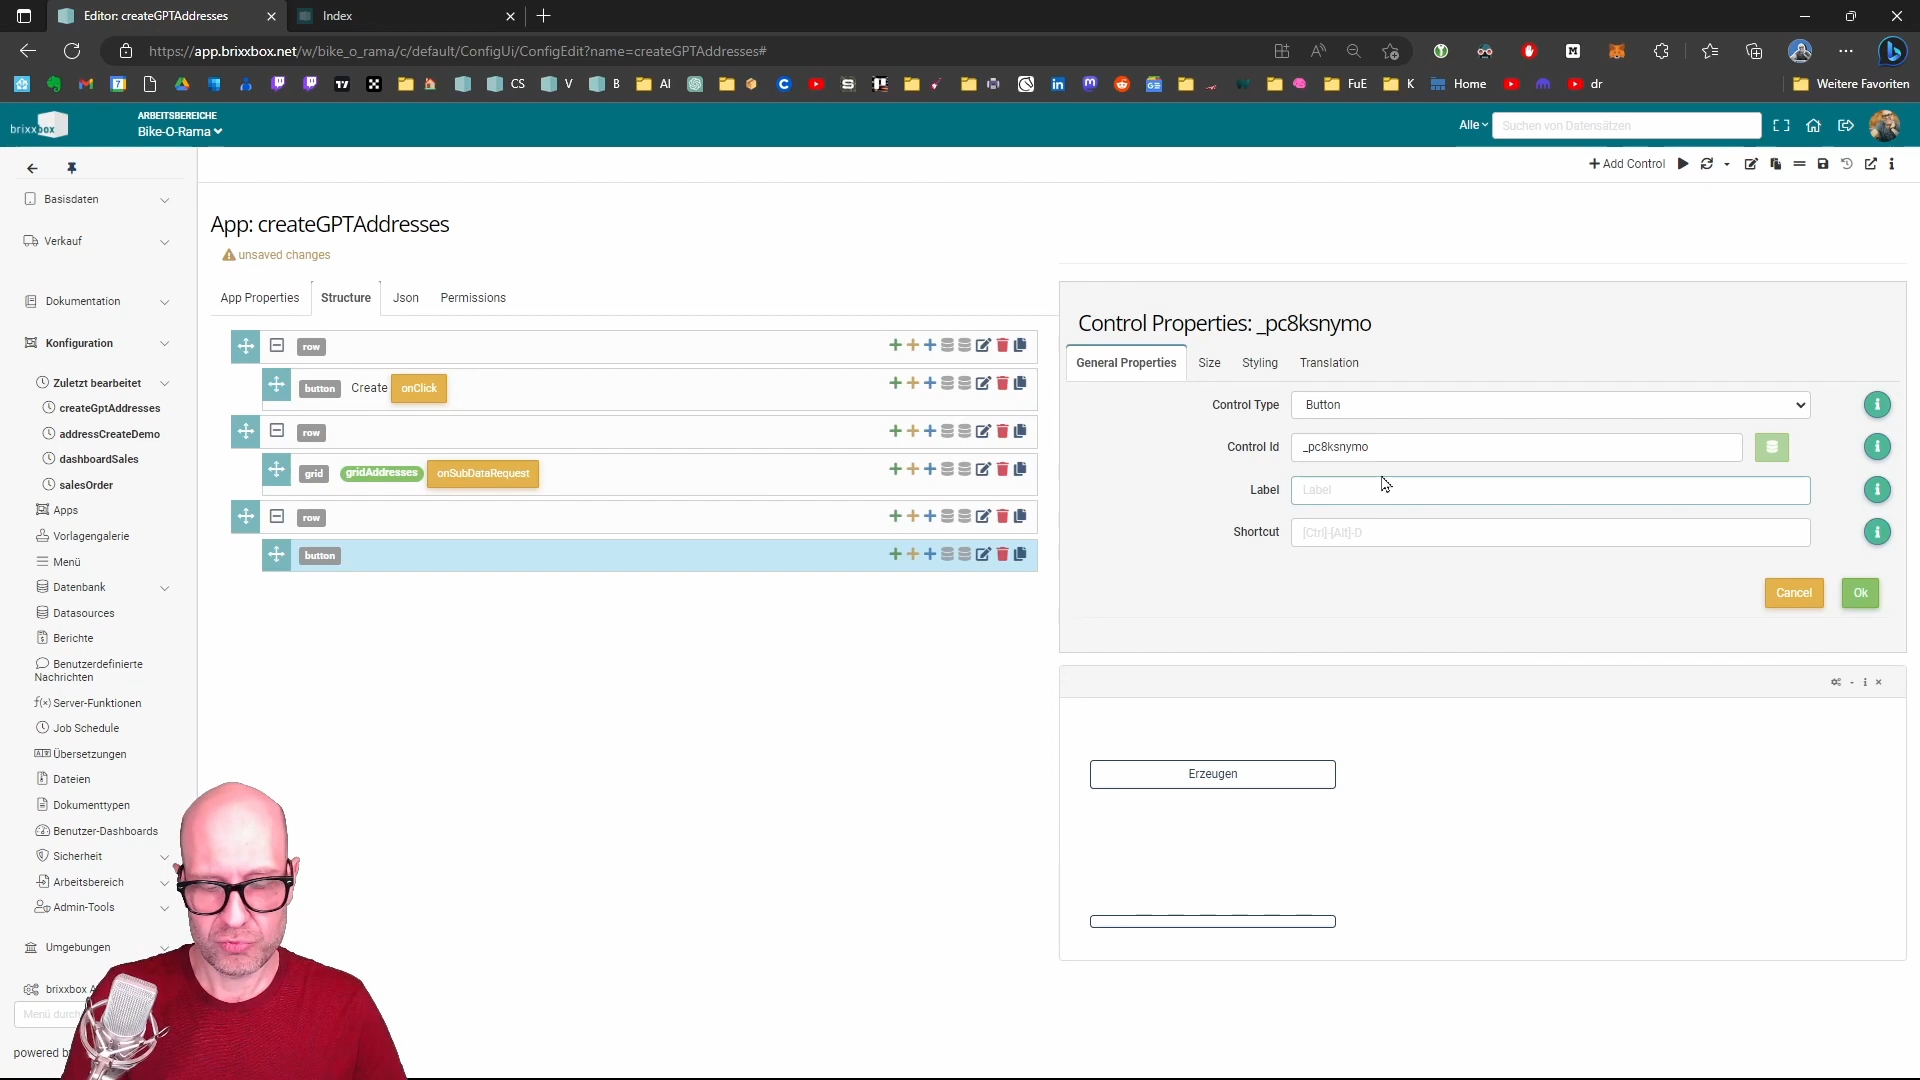 Editor: createGPTAddresses
Index
https://app.brixxbox.net/w/bike_o_rama/c/default/ConfigUi/ConfigEdit?name=createGPTAddresses#
CS
V
B
AI
FuE
K
Home
dr
Weitere Favoriten
brixxbox
ARBEITSBEREICHE
Bike-O-Rama
Alle
Suchen von Datensätzen
Add Control
Basisdaten
Verkauf
Dokumentation
Konfiguration
Zuletzt bearbeitet
createGptAddresses
addressCreateDemo
dashboardSales
salesOrder
Apps
Vorlagengalerie
Menü
Datenbank
Datasources
Berichte
Benutzerdefinierte
Nachrichten
f(x) Server-Funktionen
Job Schedule
Übersetzungen
Dateien
Dokumenttypen
Benutzer-Dashboards
Sicherheit
Arbeitsbereich
Admin-Tools
Umgebungen
brixxbox A
Menü durch
powered by
App: createGPTAddresses
unsaved changes
App Properties
Structure
Json
Permissions
row
button Create onClick
row
grid gridAddresses onSubDataRequest
row
button
Control Properties: _pc8ksnymo
General Properties
Size
Styling
Translation
Control Type
Button
Control Id
_pc8ksnymo
Label
Label
Shortcut
[Ctrl]-[Alt]-D
Cancel
Ok
Erzeugen